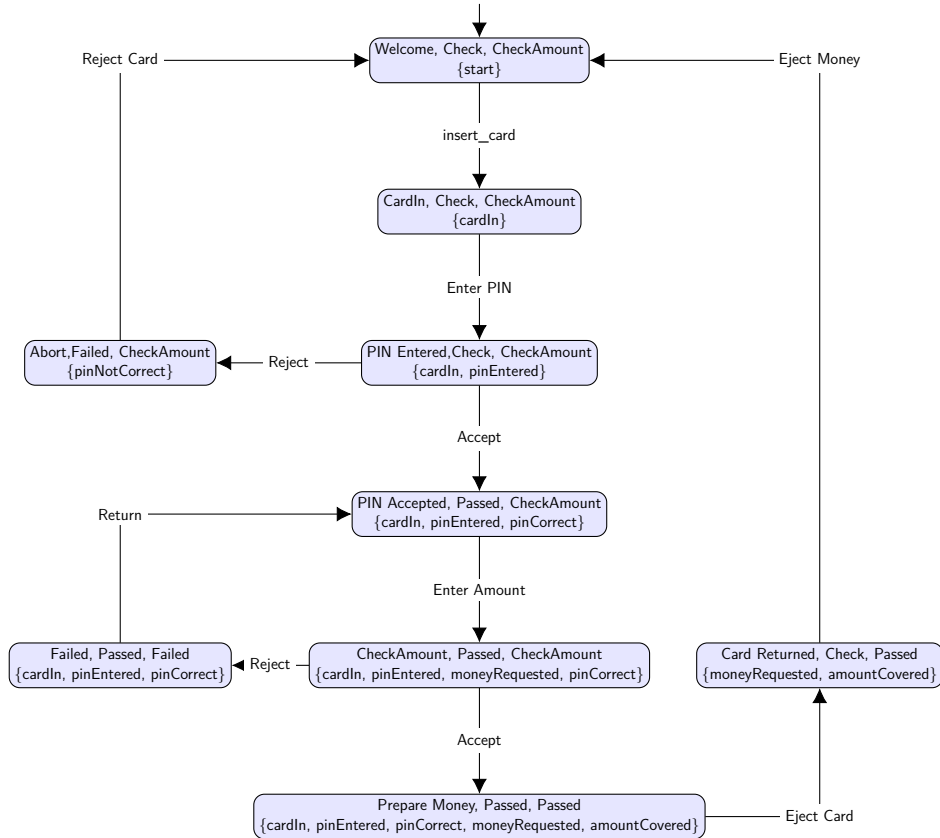 Welcome, Check, CheckAmount
{start}
Reject Card
Eject Money
insert_card
CardIn, Check, CheckAmount
{cardIn}
Enter PIN
Abort,Failed, CheckAmount
{pinNotCorrect}
Reject
PIN Entered,Check, CheckAmount
{cardIn, pinEntered}
Accept
PIN Accepted, Passed, CheckAmount
{cardIn, pinEntered, pinCorrect}
Return
Enter Amount
Failed, Passed, Failed
{cardIn, pinEntered, pinCorrect}
Reject
CheckAmount, Passed, CheckAmount
{cardIn, pinEntered, moneyRequested, pinCorrect}
Card Returned, Check, Passed
{moneyRequested, amountCovered}
Accept
Prepare Money, Passed, Passed
{cardIn, pinEntered, pinCorrect, moneyRequested, amountCovered}
Eject Card